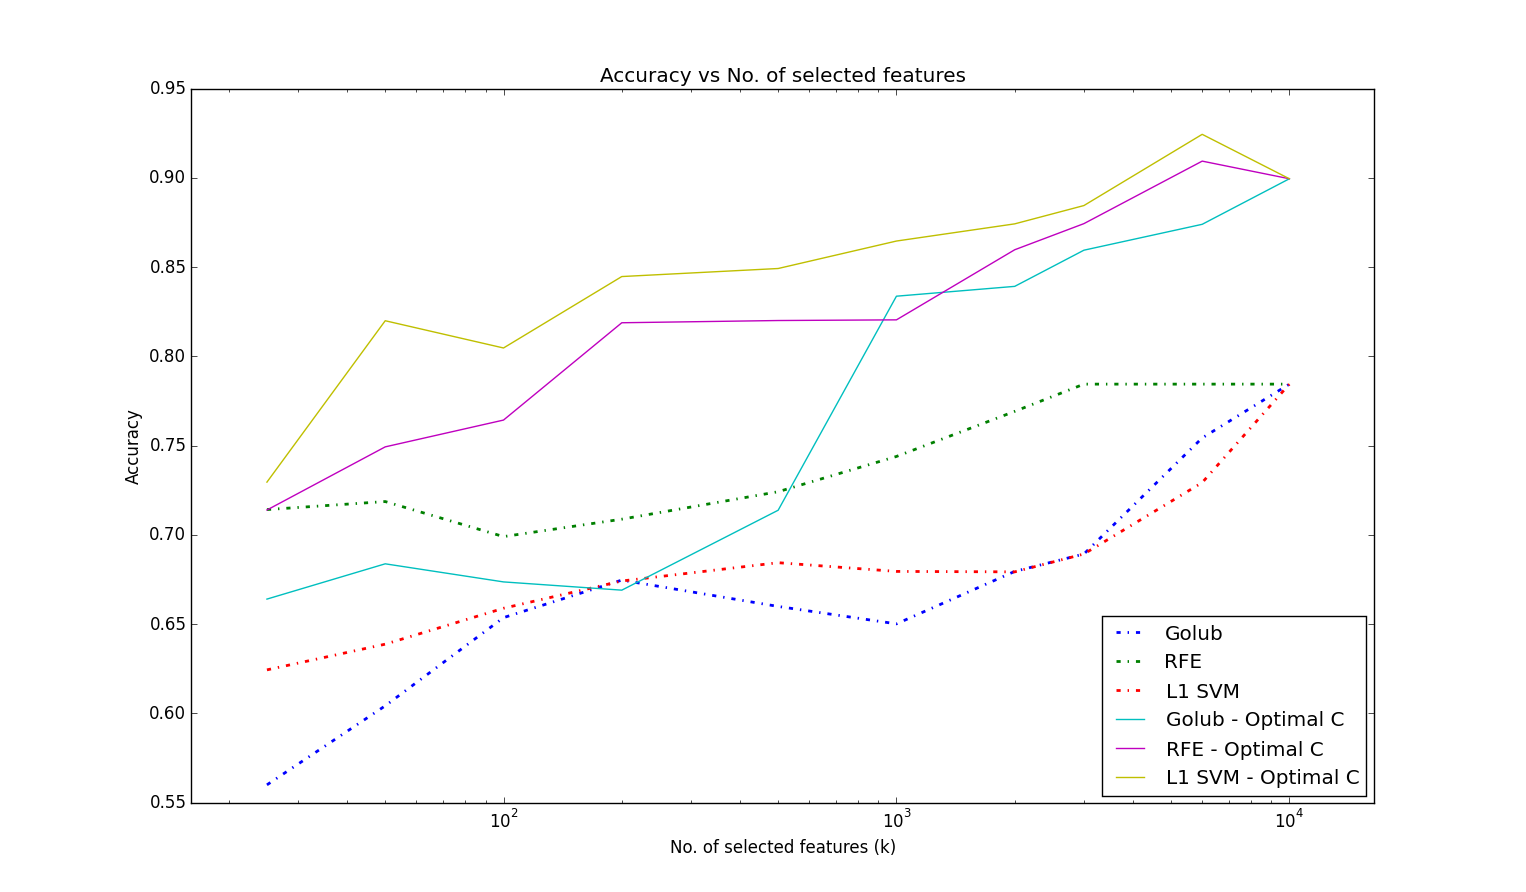 Accuracy vs No. of selected features
0.95
0.90
0.85
0.80
0.75
0.70
0.65
0.60
0.55
Accuracy
10^2
10^3
10^4
No. of selected features (k)
Golub
RFE
L1 SVM
Golub - Optimal C
RFE - Optimal C
L1 SVM - Optimal C